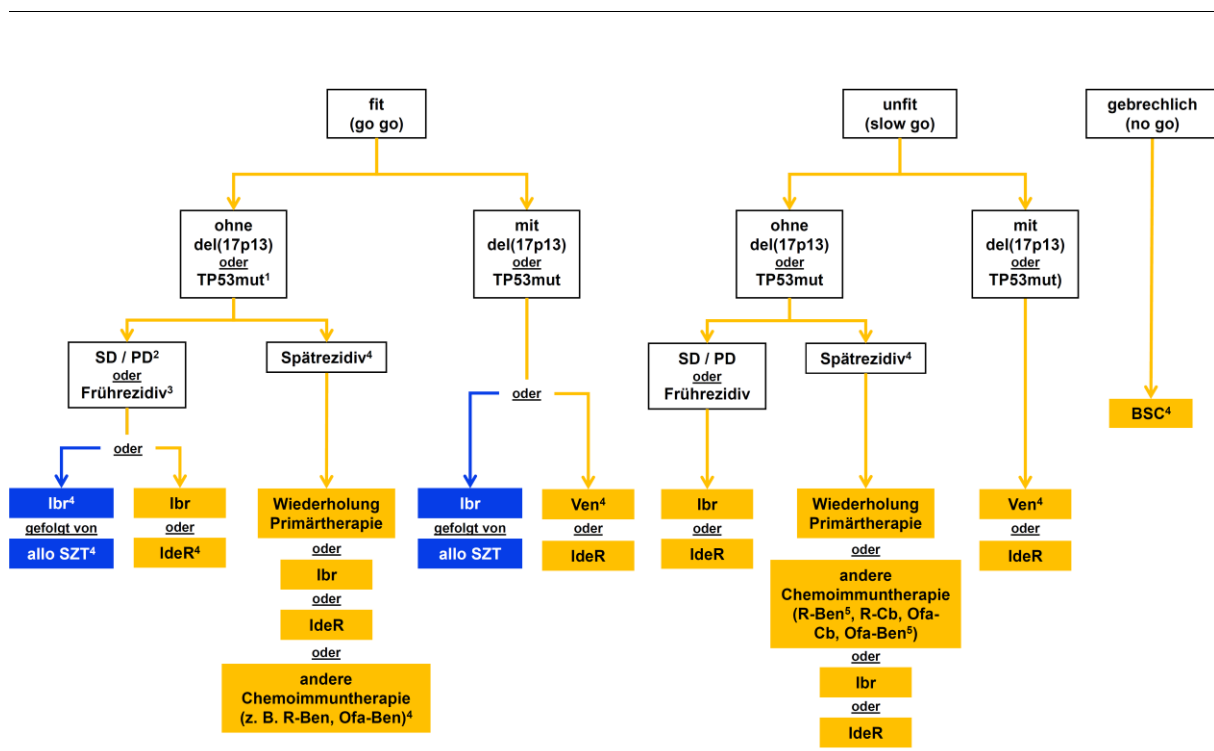 fit
(go go)
unfit
(slow go)
gebrechlich
(no go)
ohne
del(17p13)
oder
TP53mut¹
mit
del(17p13)
oder
TP53mut
ohne
del(17p13)
oder
TP53mut
mit
del(17p13)
oder
TP53mut)
SD / PD²
oder
Frührezidiv³
Spätrezidiv⁴
SD / PD
oder
Frührezidiv
Spätrezidiv⁴
oder
oder
BSC⁴
Ibr⁴
gefolgt von
allo SZT⁴
Ibr
oder
IdeR⁴
Wiederholung
Primärtherapie
oder
Ibr
oder
IdeR
oder
andere
Chemoimmuntherapie
(z. B. R-Ben, Ofa-Ben)⁴
Ibr
gefolgt von
allo SZT
Ven⁴
oder
IdeR
Ibr
oder
IdeR
Wiederholung
Primärtherapie
oder
andere
Chemoimmuntherapie
(R-Ben⁵, R-Cb, Ofa-
Cb, Ofa-Ben⁵)
oder
Ibr
oder
IdeR
Ven⁴
oder
IdeR